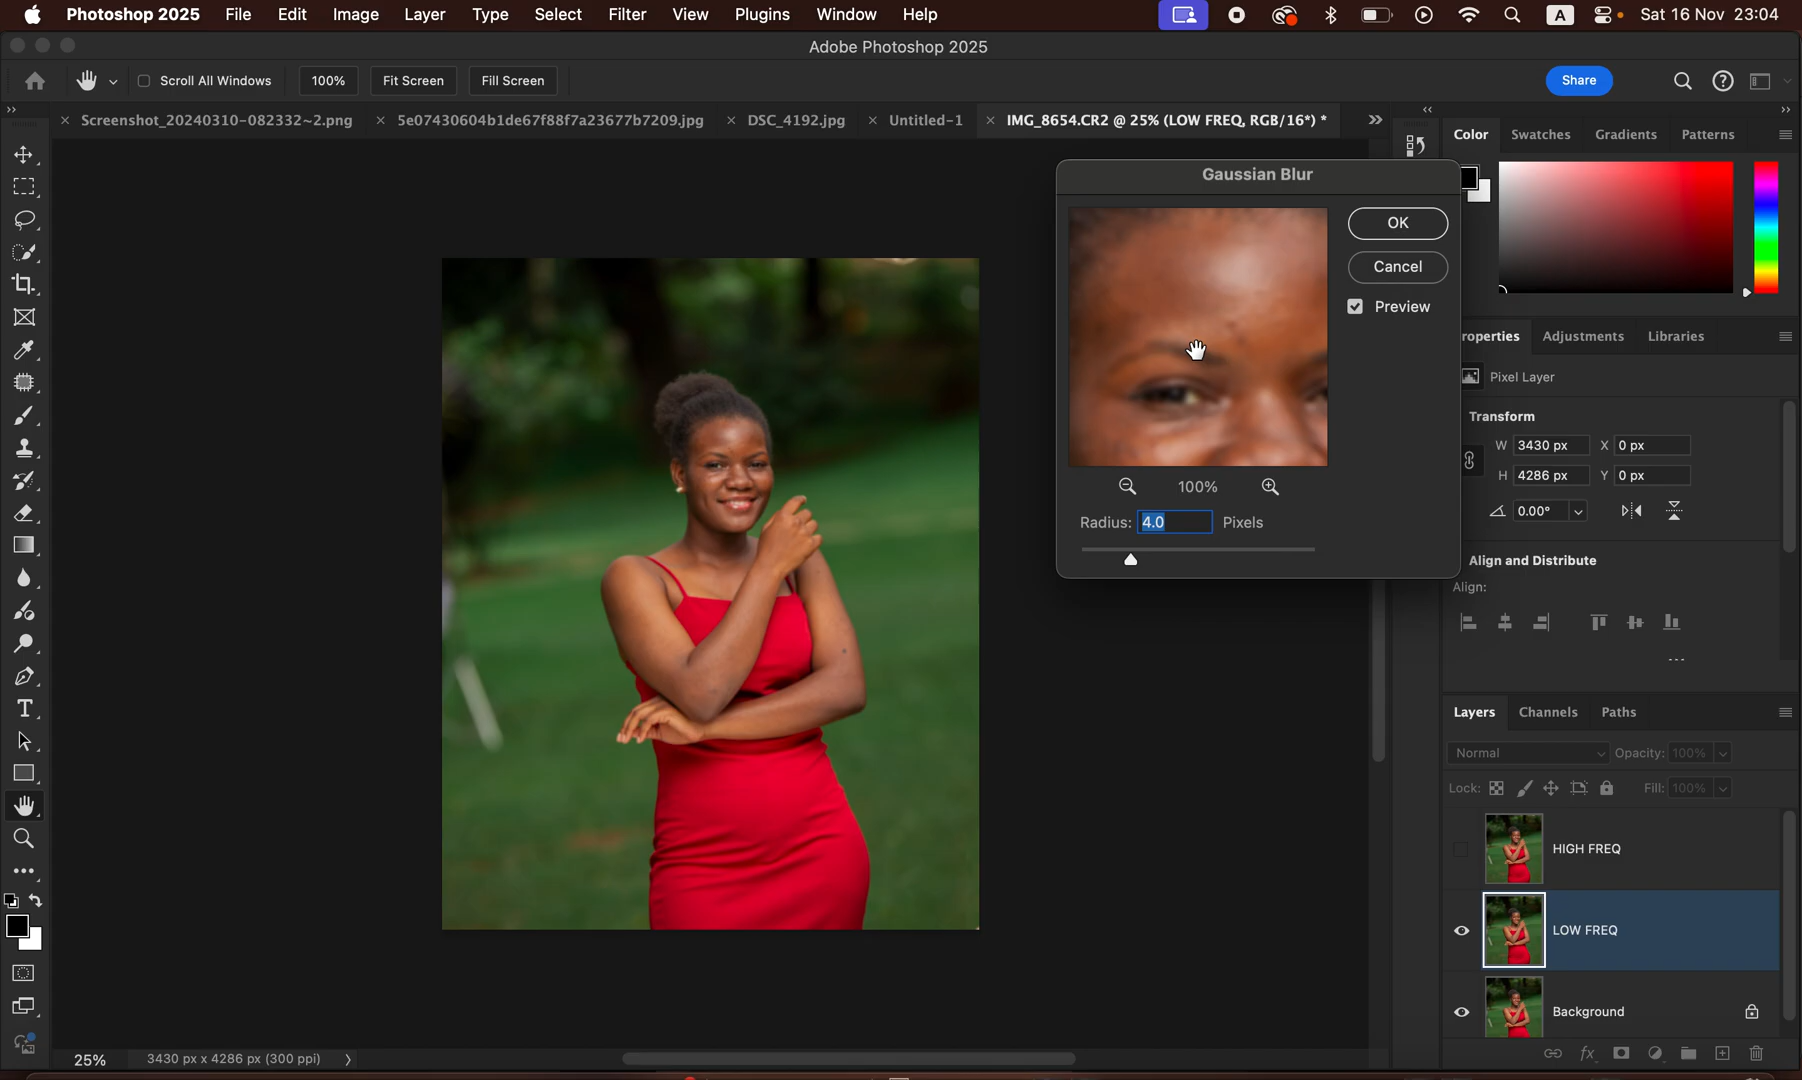 Photoshop 2025 File Edit Image Layer Type Select Filter View Plugins Window Help A Sat 16 Nov 23:04
Adobe Photoshop 2025
Scroll All Windows 100% Fit Screen Fill Screen Share
Screenshot_20240310-082332~2.png 5e07430604b1de67f88f7a23677b7209.jpg DSC_4192.jpg Untitled-1 IMG_8654.CR2 @ 25% (LOW FREQ, RGB/16*) *
Color Swatches Gradients Patterns
Gaussian Blur
OK
Cancel
Preview
100%
Radius: 4.0 Pixels
roperties Adjustments Libraries
Pixel Layer
Transform
W 3430 px X 0 px
H 4286 px Y 0 px
0.00°
Align and Distribute
Align:
Layers Channels Paths
Normal Opacity: 100%
Lock: Fill: 100%
HIGH FREQ
LOW FREQ
Background
fx
25% 3430 px x 4286 px (300 ppi)